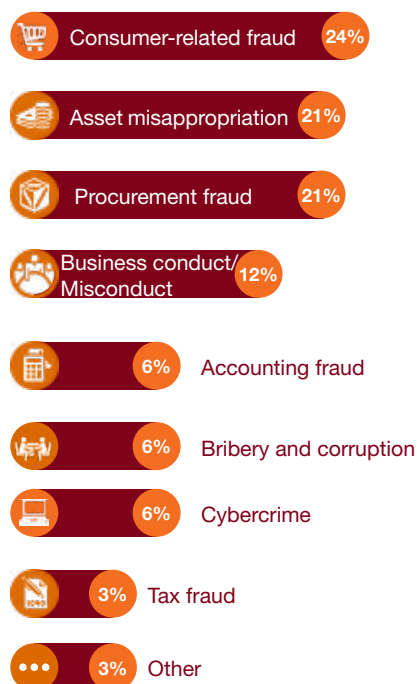 Consumer-related fraud 24%
Asset misappropriation 21%
Procurement fraud 21%
Business conduct/
Misconduct 12%
6% Accounting fraud
6% Bribery and corruption
6% Cybercrime
3% Tax fraud
3% Other